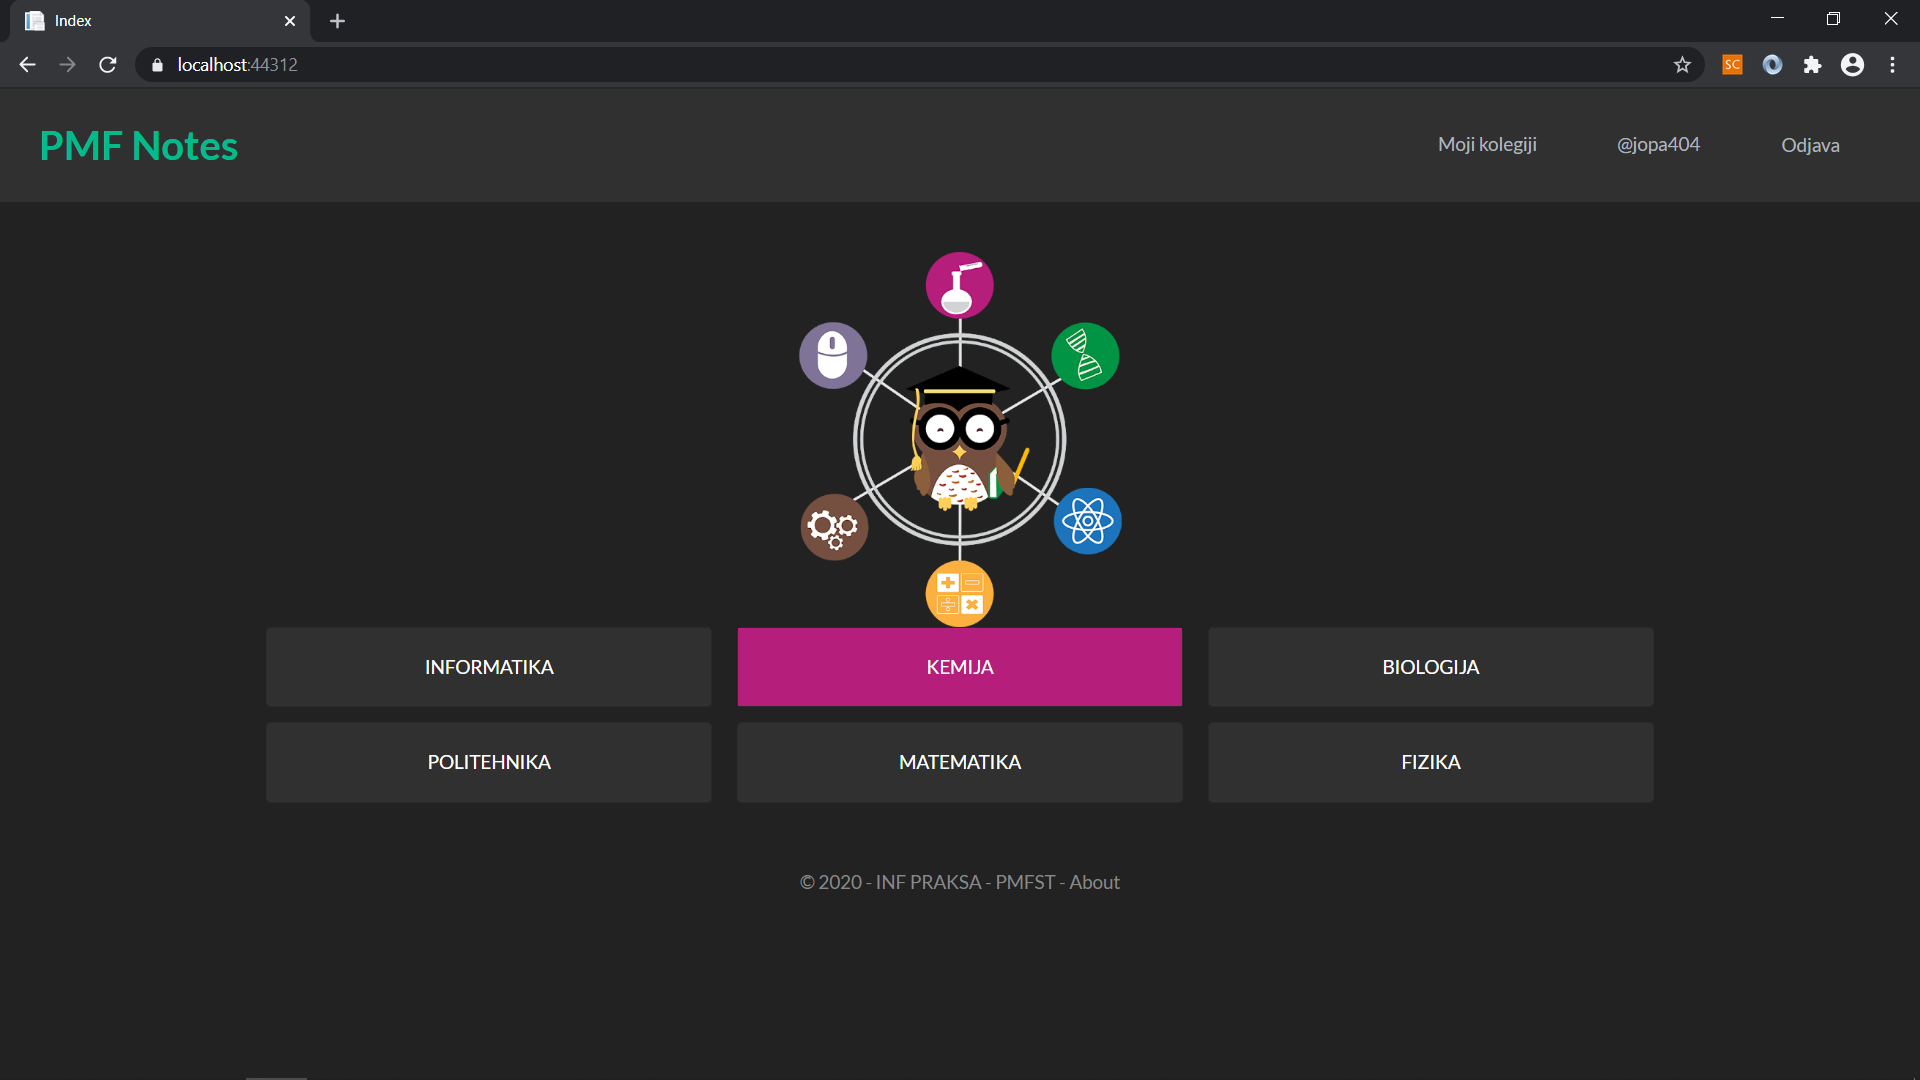 Index
localhost:44312
SC
PMF Notes
Moji kolegiji
@jopa404
Odjava
INFORMATIKA
KEMIJA
BIOLOGIJA
POLITEHNIKA
MATEMATIKA
FIZIKA
© 2020 - INF PRAKSA - PMFST - About